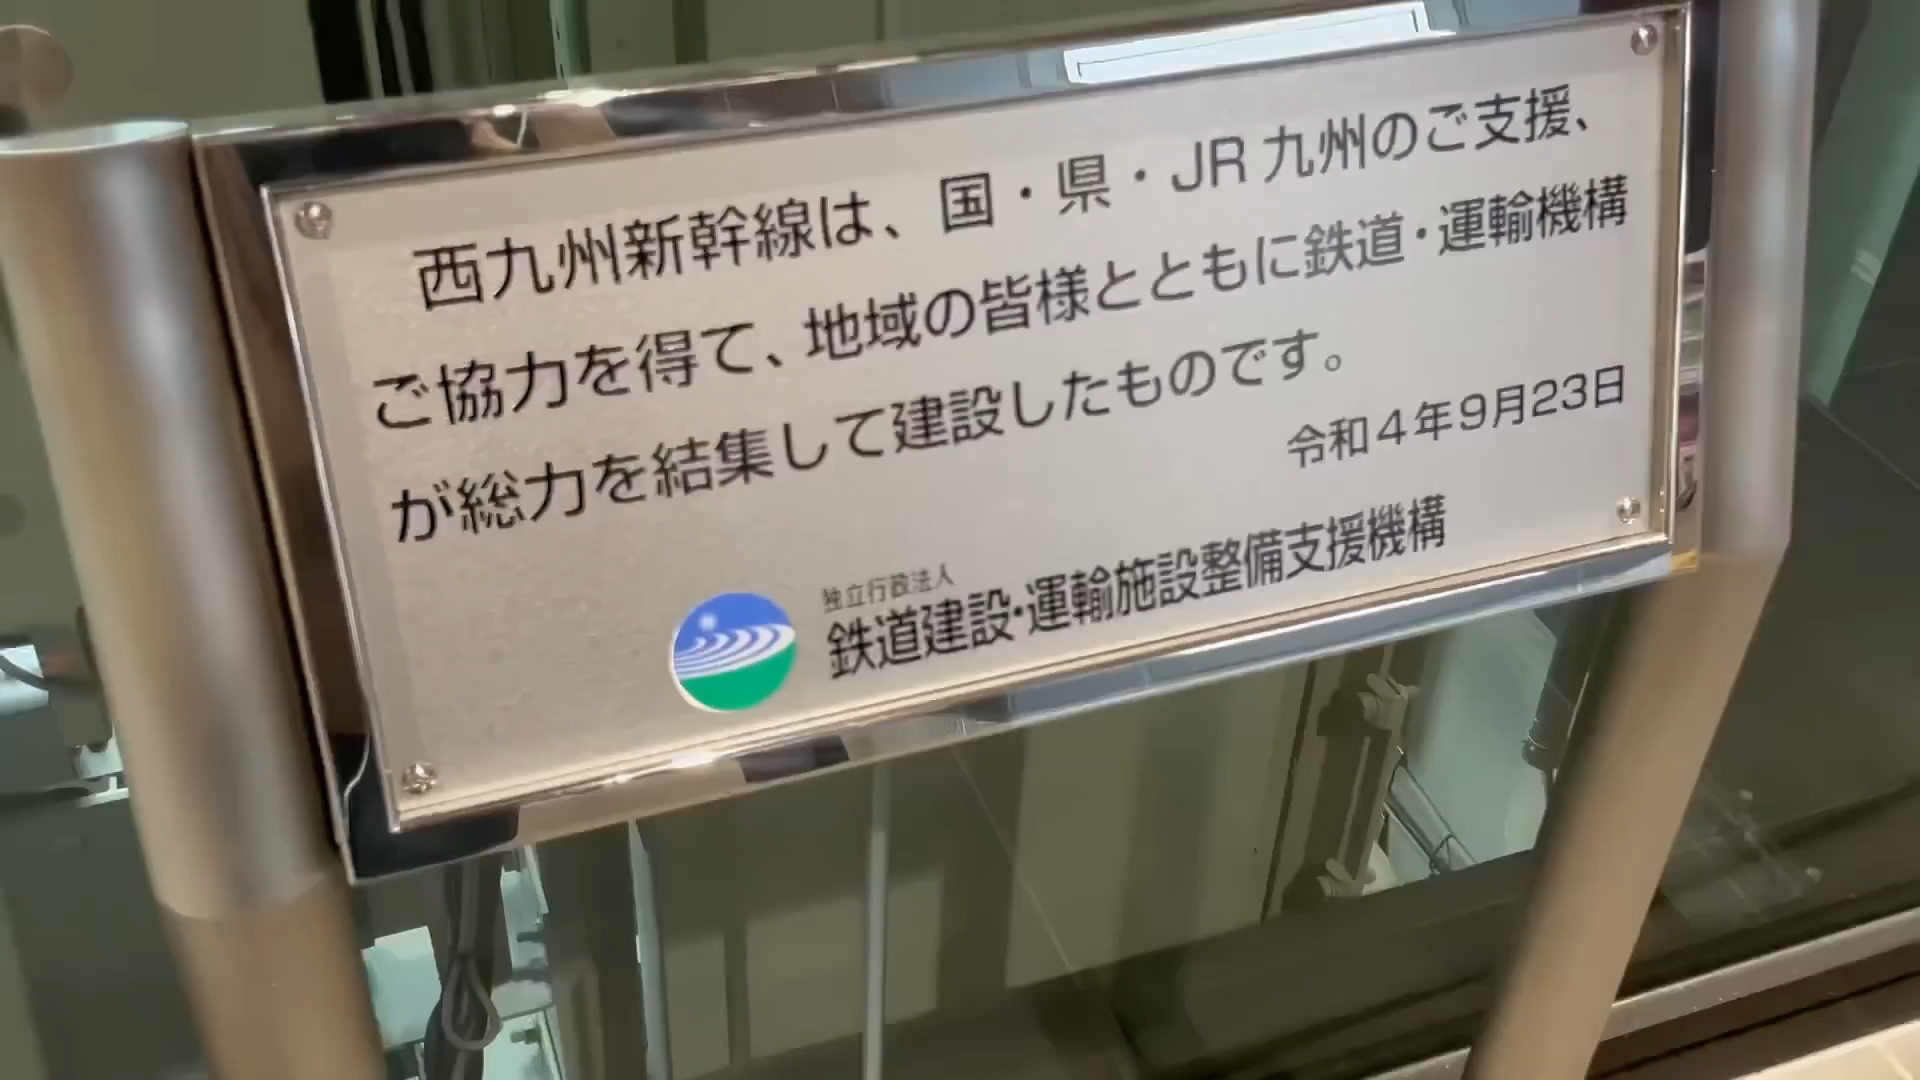 西九州新幹線は、国・県・JR九州のご支援、
ご協力を得て、地域の皆様とともに鉄道・運輸機構
が総力を結集して建設したものです。
令和4年9月23日
独立行政法人
鉄道建設・運輸施設整備支援機構